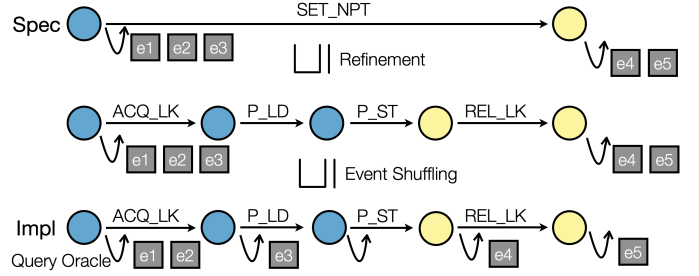 SET_NPT
Spec
e1 e2 e3
e4 e5
Refinement
ACQ_LK P_LD P_ST REL_LK
e1 e2 e3
e4 e5
Event Shuffling
ACQ_LK P_LD P_ST REL_LK
Impl
Query Oracle e1 e2 e3 e4 e5